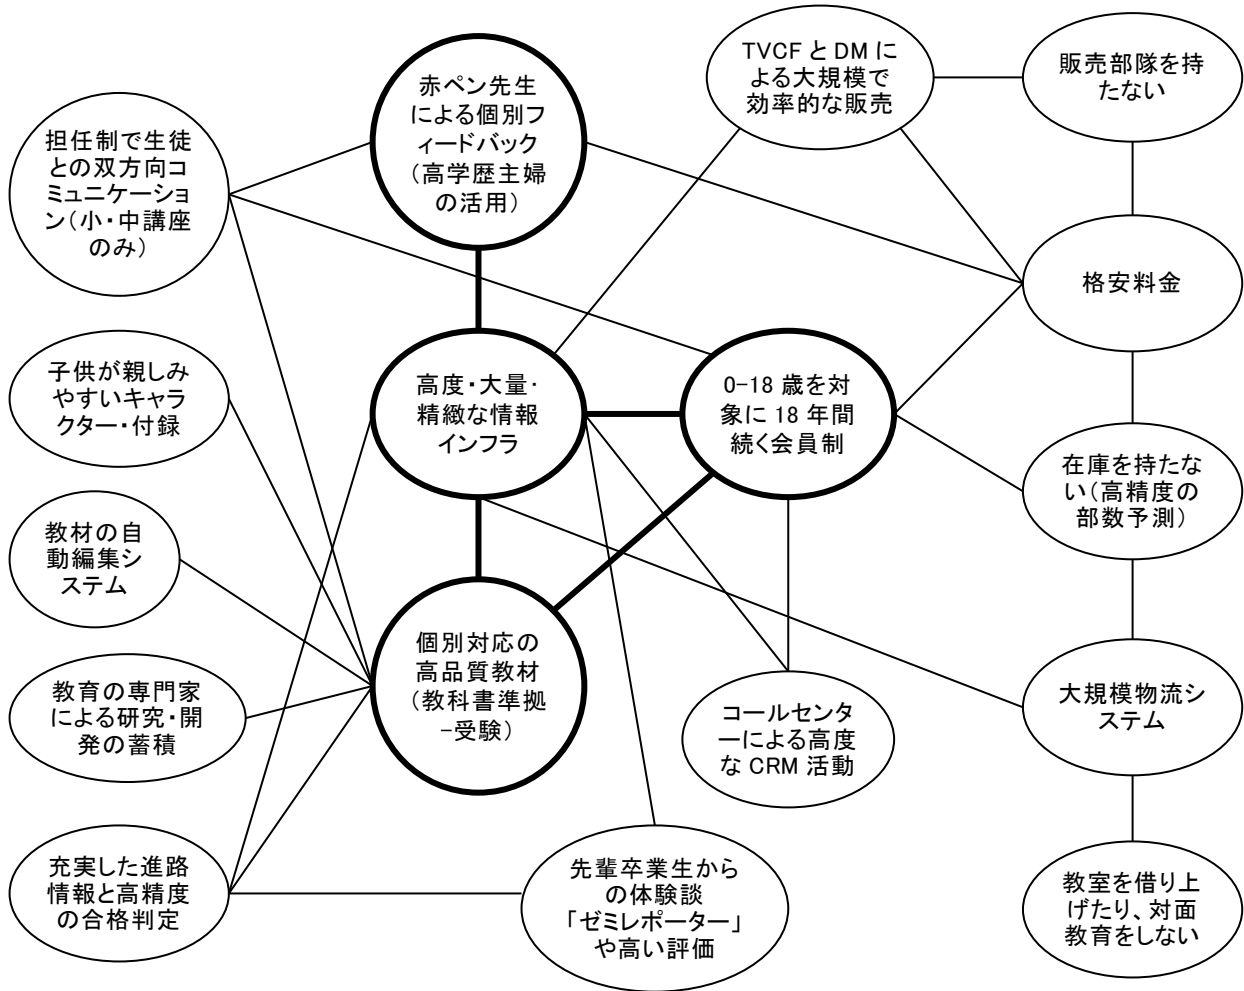 TVCF と DM に
よる大規模で
効率的な販売
販売部隊を持
たない
赤ペン先生
による個別フ
ィードバック
(高学歴主婦
の活用)
担任制で生徒
との双方向コ
ミュニケーショ
ン(小・中講座
のみ)
格安料金
子供が親しみ
やすいキャラ
クター・付録
高度・大量・
精緻な情報
インフラ
0-18 歳を対
象に 18 年間
続く会員制
在庫を持たな
い(高精度の
部数予測)
教材の自
動編集シ
ステム
個別対応の
高品質教材
(教科書準拠
-受験)
教育の専門家
による研究・開
発の蓄積
コールセンタ
ーによる高度
な CRM 活動
大規模物流シ
ステム
充実した進路
情報と高精度
の合格判定
先輩卒業生から
の体験談
「ゼミレポーター」
や高い評価
教室を借り上
げたり、対面
教育をしない